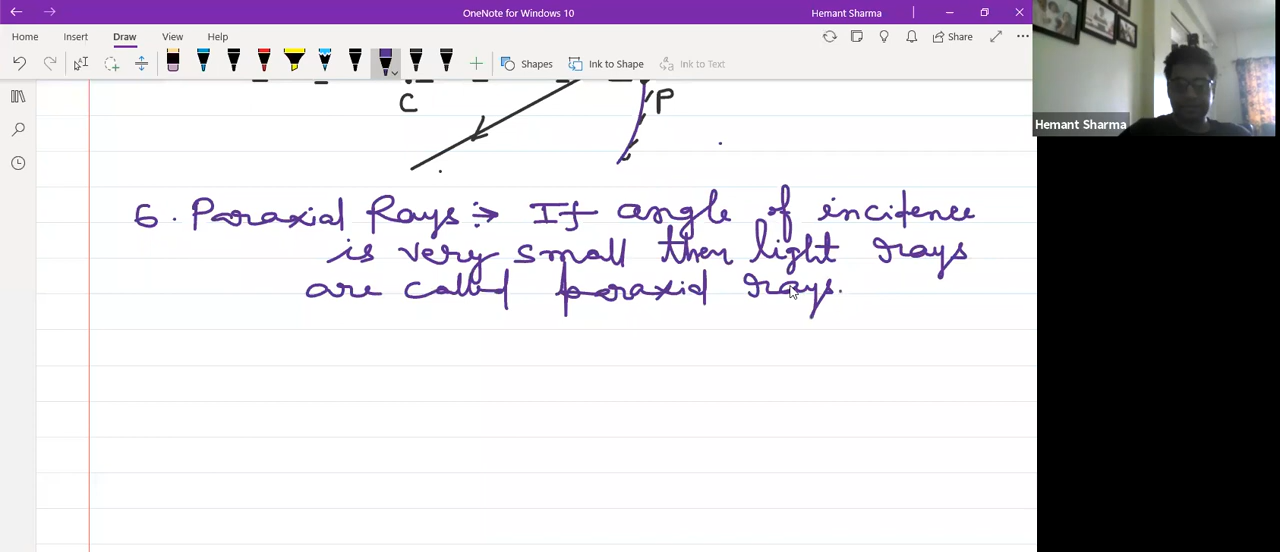 OneNote for Windows 10
Hemant Sharma
Home Insert Draw View Help
Share
Shapes Ink to Shape Ink to Text
C
P
Hemant Sharma
6. Paraxial Rays :→ If angle of incidence
is very small then light rays
are called paraxial rays.